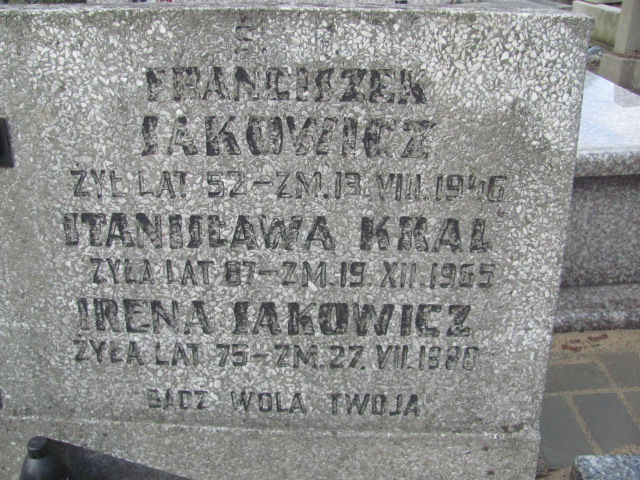 Ś.
FRANCISZEK
JAKOWICZ
ŻYŁ LAT 52-ZM. 13. VIII. 1946
STANISŁAWA KRAL
ŻYŁA LAT 87-ZM. 19. XII. 1965
IRENA JAKOWICZ
ŻYŁA LAT 75-ZM. 27. VII. 1980
BĄDZ WOLA TWOJA